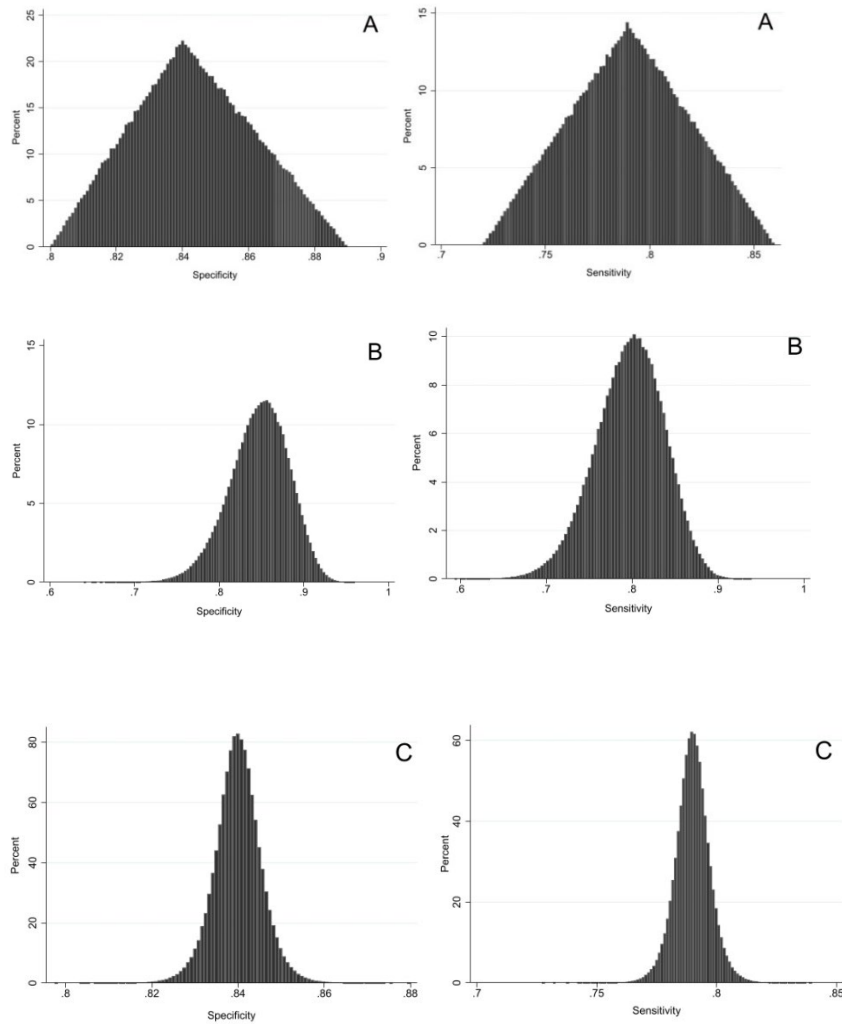 A
Percent
25
20
15
10
5
0
.8 .82 .84 .86 .88 .9
Specificity
A
Percent
15
10
5
0
.7 .75 .8 .85
Sensitivity
B
Percent
15
10
5
0
.6 .7 .8 .9 1
Specificity
B
Percent
10
8
6
4
2
0
.6 .7 .8 .9 1
Sensitivity
C
Percent
80
60
40
20
0
.8 .82 .84 .86 .88
Specificity
C
Percent
60
40
20
0
.7 .75 .8 .85
Sensitivity